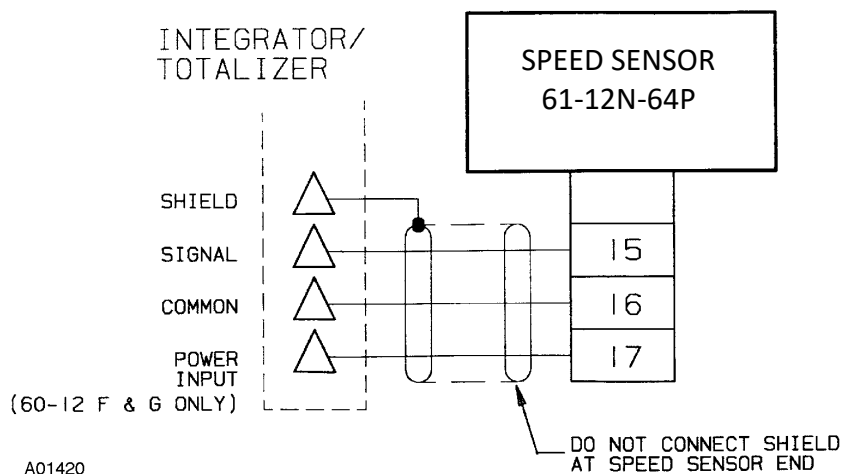 INTEGRATOR/
TOTALIZER
SPEED SENSOR
61-12N-64P
SHIELD
SIGNAL
15
COMMON
16
POWER
INPUT
17
(60-12 F & G ONLY)
DO NOT CONNECT SHIELD
AT SPEED SENSOR END
A01420